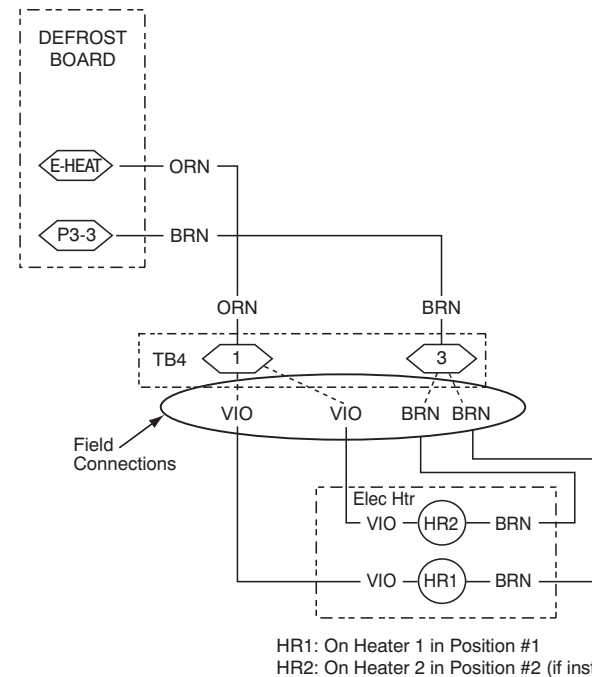 DEFROST
BOARD
E-HEAT
ORN
P3-3
BRN
ORN
BRN
TB4
1
3
VIO
VIO
BRN
BRN
Field
Connections
Elec Htr
VIO
HR2
BRN
VIO
HR1
BRN
HR1: On Heater 1 in Position #1
HR2: On Heater 2 in Position #2 (if